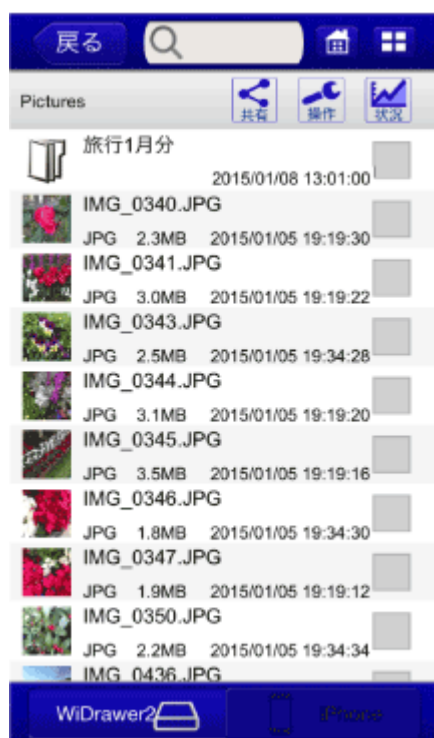 戻る
Pictures
共有
操作
状況
旅行1月分
2015/01/08 13:01:00
IMG_0340.JPG
JPG 2.3MB 2015/01/05 19:19:30
IMG_0341.JPG
JPG 3.0MB 2015/01/05 19:19:22
IMG_0343.JPG
JPG 2.5MB 2015/01/05 19:34:28
IMG_0344.JPG
JPG 3.1MB 2015/01/05 19:19:20
IMG_0345.JPG
JPG 3.5MB 2015/01/05 19:19:16
IMG_0346.JPG
JPG 1.8MB 2015/01/05 19:34:30
IMG_0347.JPG
JPG 1.9MB 2015/01/05 19:19:12
IMG_0350.JPG
JPG 2.2MB 2015/01/05 19:34:34
IMG_0436.JPG
WiDrawer2